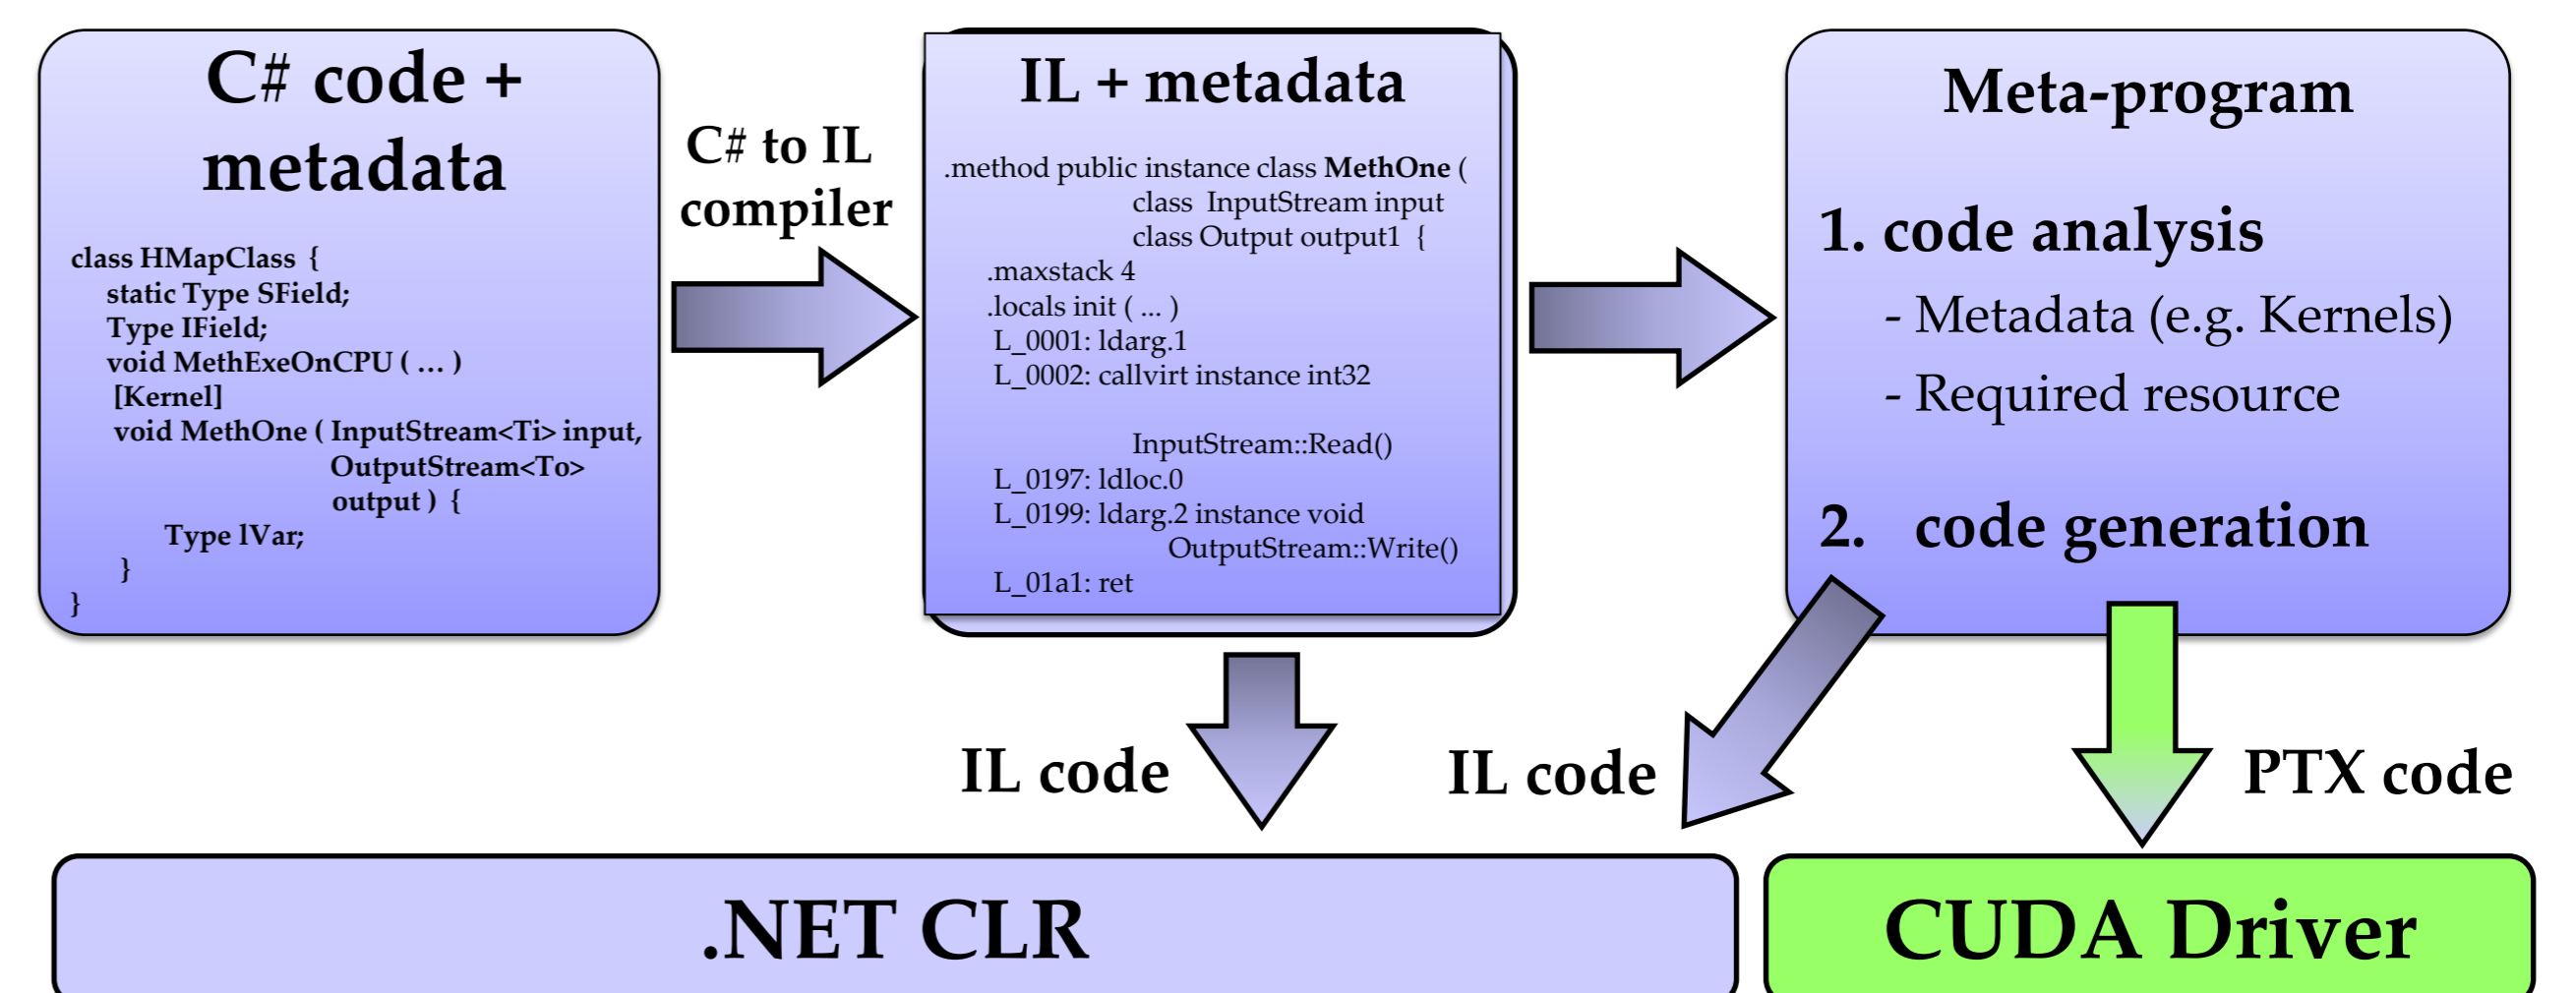 C# code +
metadata
class HMapClass {
static Type SField;
Type IField;
void MethExeOnCPU ( … )
[Kernel]
void MethOne ( InputStream<Ti> input,
OutputStream<To>
output ) {
Type lVar;
}
}
C# to IL
compiler
IL + metadata
.method public instance class MethOne (
class InputStream input
class Output output1 {
.maxstack 4
.locals init ( ... )
L_0001: ldarg.1
L_0002: callvirt instance int32
InputStream::Read()
L_0197: ldloc.0
L_0199: ldarg.2 instance void
OutputStream::Write()
L_01a1: ret
Meta-program
1. code analysis
- Metadata (e.g. Kernels)
- Required resource
2. code generation
IL code
IL code
PTX code
.NET CLR
CUDA Driver